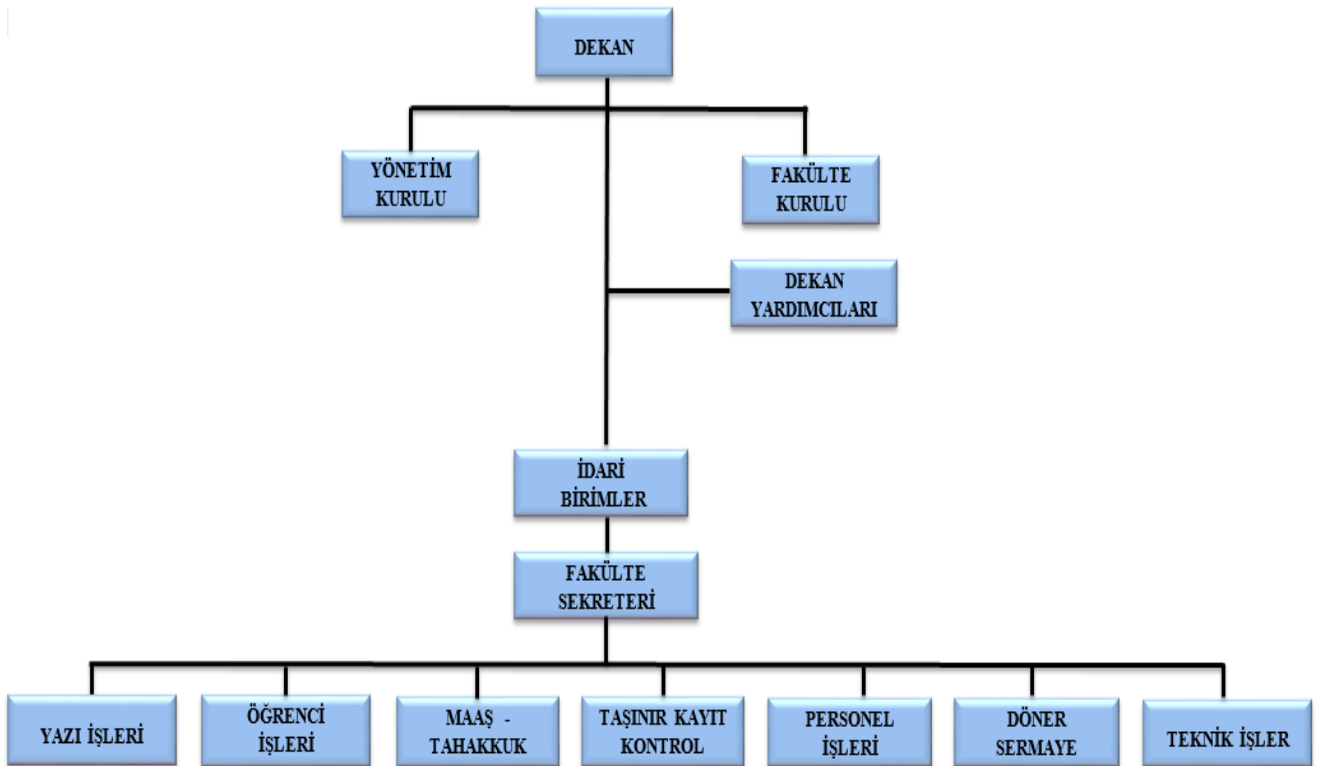 DEKAN
YÖNETİM
KURULU
FAKÜLTE
KURULU
DEKAN
YARDIMCILARI
İDARİ
BİRİMLER
FAKÜLTE
SEKRETERİ
YAZI İŞLERİ
ÖĞRENCİ
İŞLERİ
MAAŞ -
TAHAKKUK
TAŞINIR KAYIT
KONTROL
PERSONEL
İŞLERİ
DÖNER
SERMAYE
TEKNİK İŞLER